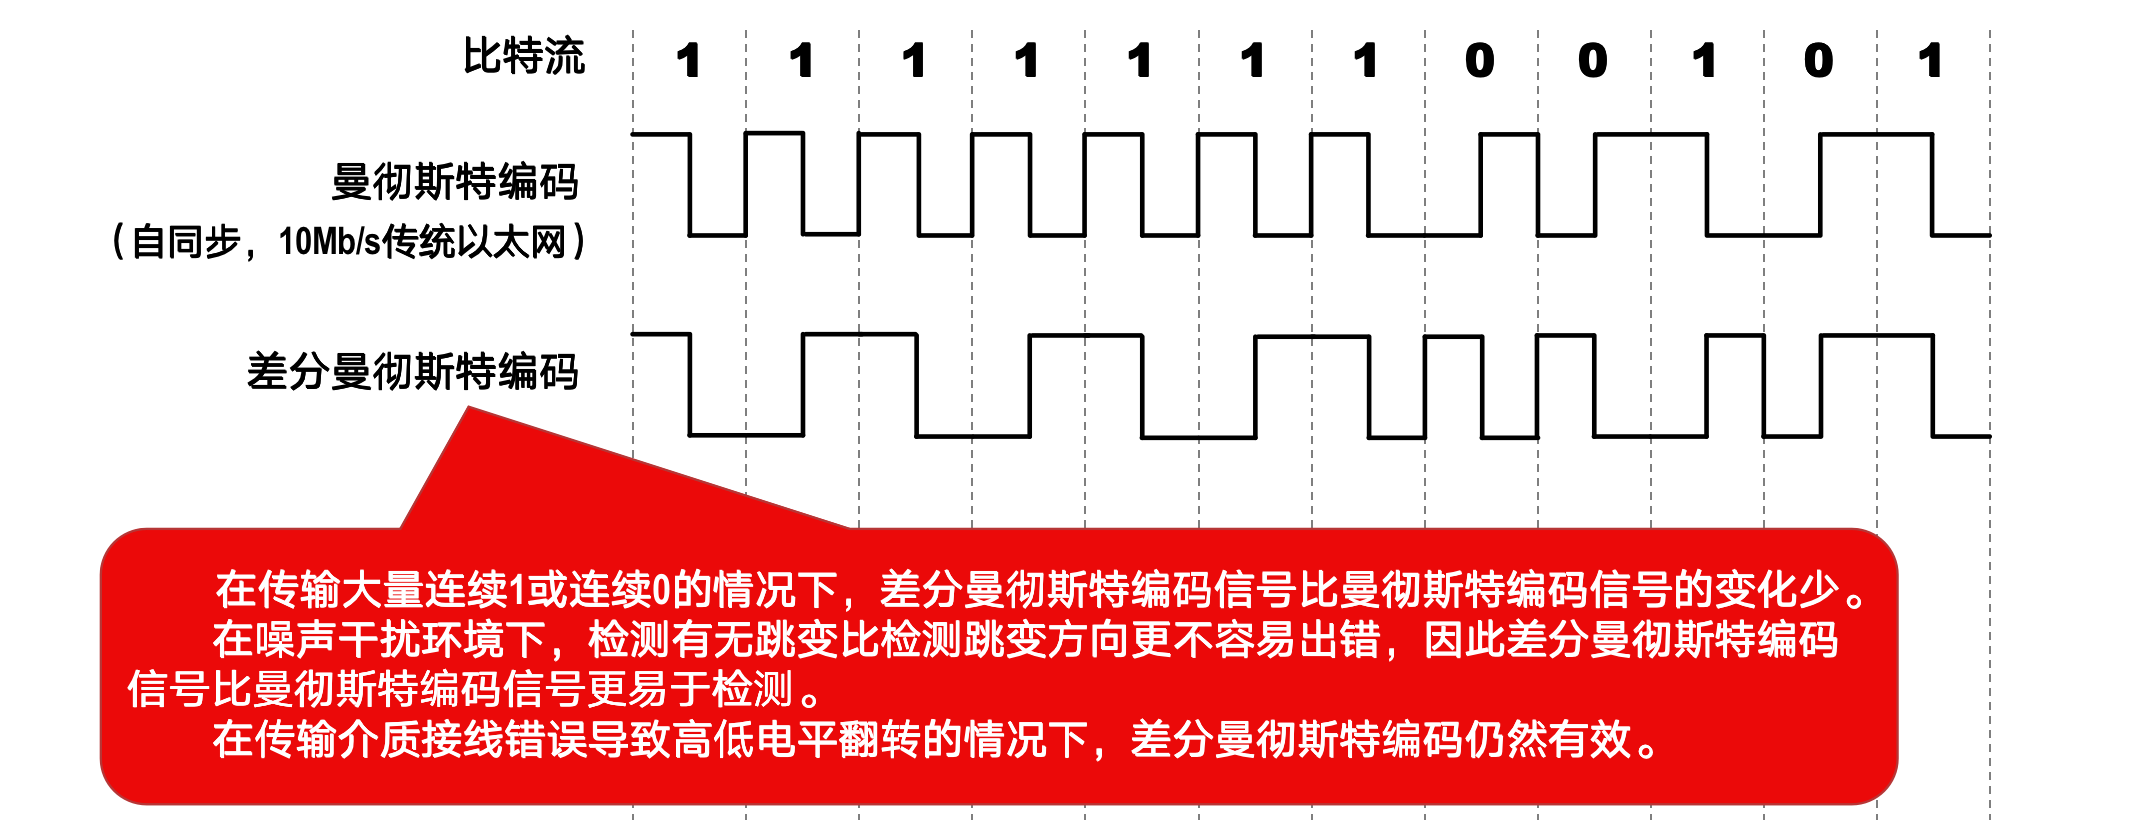 比特流 1 1 1 1 1 1 1 0 0 1 0 1
曼彻斯特编码
（自同步，10Mb/s传统以太网）
差分曼彻斯特编码
在传输大量连续1或连续0的情况下，差分曼彻斯特编码信号比曼彻斯特编码信号的变化少。
在噪声干扰环境下，检测有无跳变比检测跳变方向更不容易出错，因此差分曼彻斯特编码
信号比曼彻斯特编码信号更易于检测。
在传输介质接线错误导致高低电平翻转的情况下，差分曼彻斯特编码仍然有效。